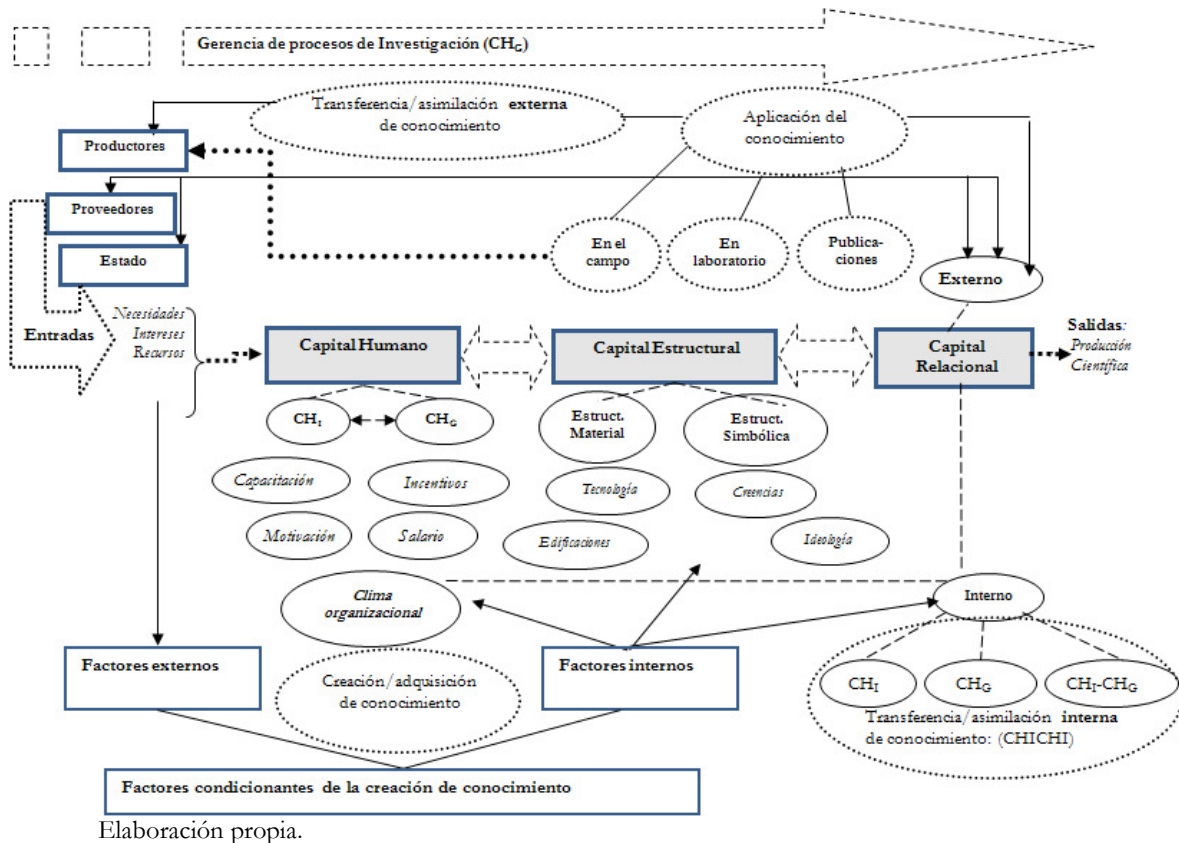 Gerencia de procesos de Investigación (CHG)
Transferencia/asimilación externa
de conocimiento
Aplicación del
conocimiento
Productores
Proveedores
Estado
En el
campo
En
laboratorio
Publica-
ciones
Externo
Entradas
Necesidades
Intereses
Recursos
Capital Humano
Capital Estructural
Capital
Relacional
Salidas:
Producción
Científica
CHI
CHG
Estruct.
Material
Estruct.
Simbólica
Capacitación
Incentivos
Tecnología
Creencias
Motivación
Salario
Edificaciones
Ideología
Clima
organizacional
Interno
Factores externos
Creación/adquisición
de conocimiento
Factores internos
CHI
CHG
CHI-CHG
Transferencia/asimilación interna
de conocimiento: (CHICHI)
Factores condicionantes de la creación de conocimiento
Elaboración propia.